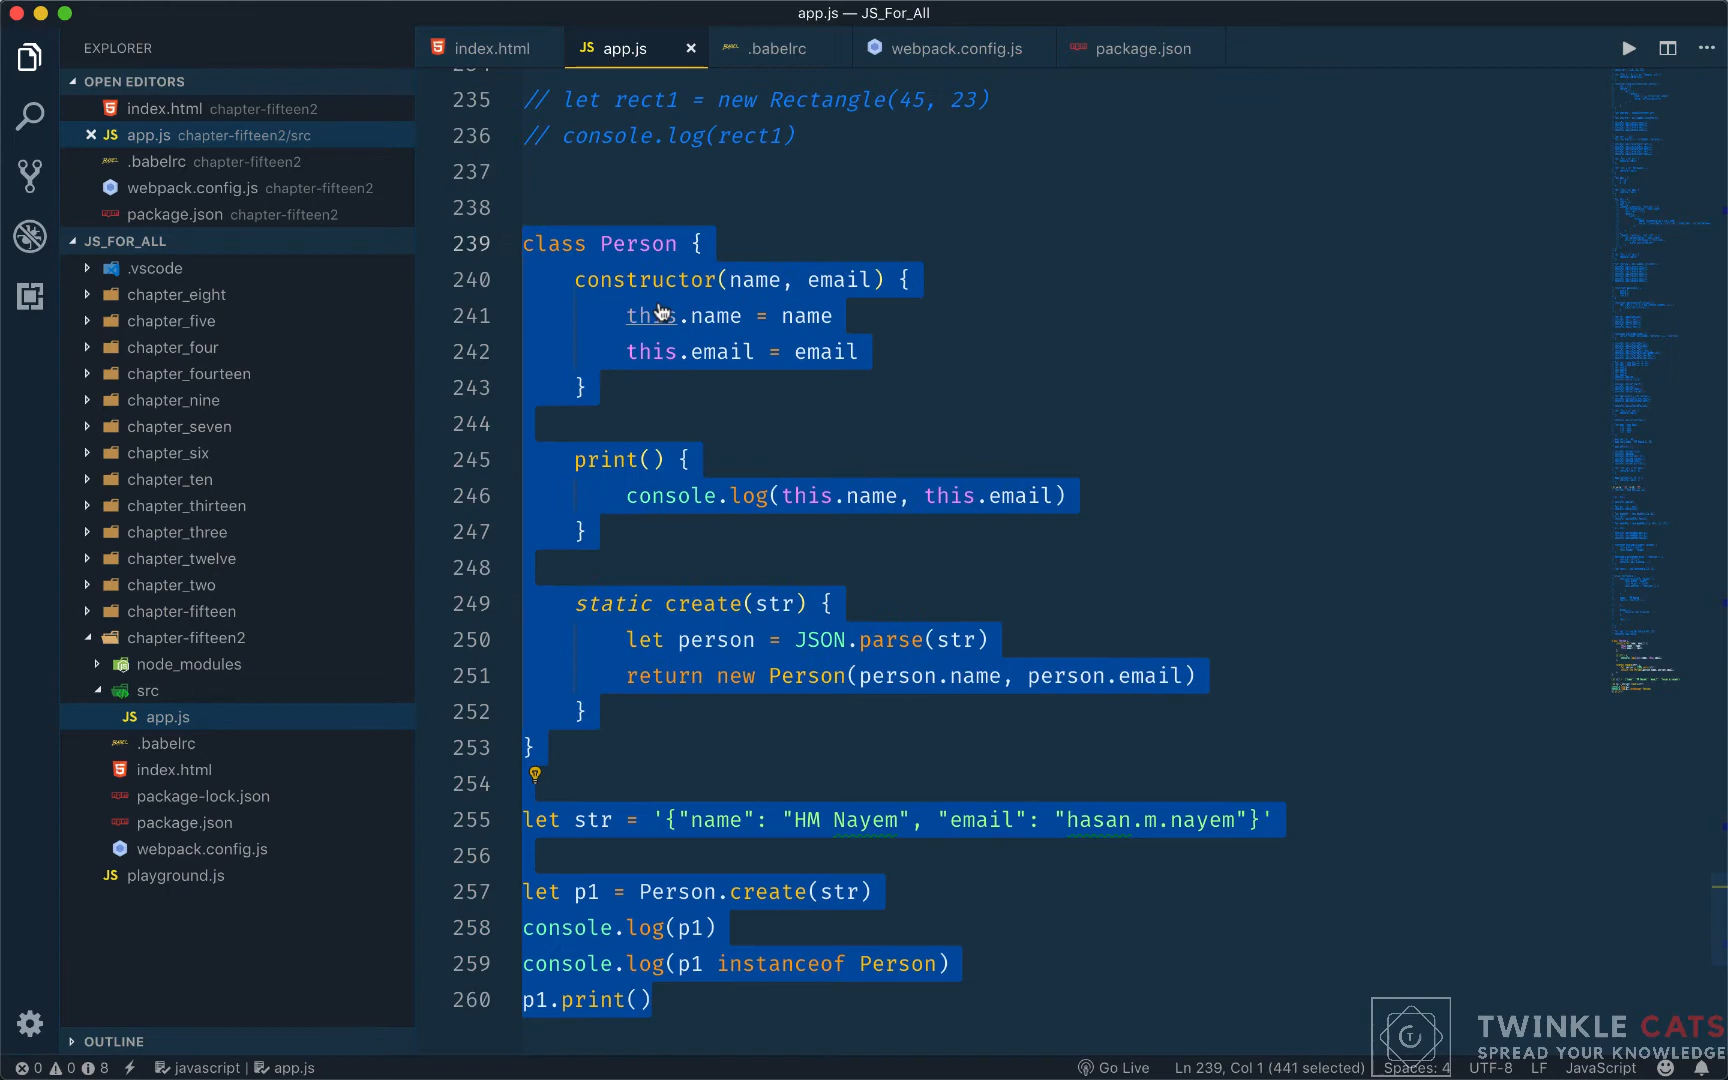 app.js — JS_For_All
EXPLORER
OPEN EDITORS
index.html chapter-fifteen2
JS app.js chapter-fifteen2/src
.babelrc chapter-fifteen2
webpack.config.js chapter-fifteen2
package.json chapter-fifteen2
JS_FOR_ALL
.vscode
chapter_eight
chapter_five
chapter_four
chapter_fourteen
chapter_nine
chapter_seven
chapter_six
chapter_ten
chapter_thirteen
chapter_three
chapter_twelve
chapter_two
chapter-fifteen
chapter-fifteen2
node_modules
src
JS app.js
.babelrc
index.html
package-lock.json
package.json
webpack.config.js
JS playground.js
OUTLINE
index.html JS app.js .babelrc webpack.config.js package.json
235 // let rect1 = new Rectangle(45, 23)
236 // console.log(rect1)
237
238
239 class Person {
240 constructor(name, email) {
241 this.name = name
242 this.email = email
243 }
244
245 print() {
246 console.log(this.name, this.email)
247 }
248
249 static create(str) {
250 let person = JSON.parse(str)
251 return new Person(person.name, person.email)
252 }
253 }
254
255 let str = '{"name": "HM Nayem", "email": "hasan.m.nayem"}'
256
257 let p1 = Person.create(str)
258 console.log(p1)
259 console.log(p1 instanceof Person)
260 p1.print()
TWINKLE CATS
SPREAD YOUR KNOWLEDGE
0 0 8 javascript | app.js Go Live Ln 239, Col 1 (441 selected) Spaces: 4 UTF-8 LF JavaScript